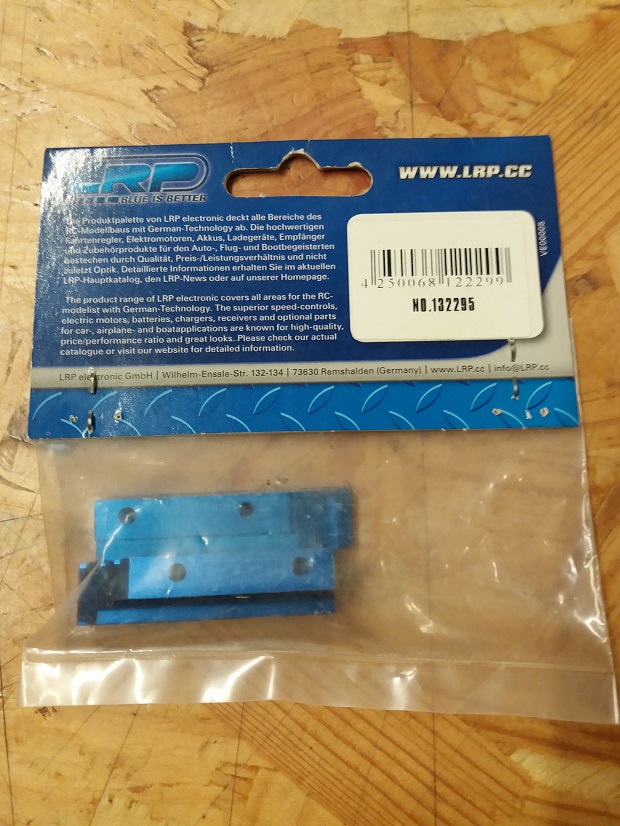 LRP
BLUE IS BETTER
WWW.LRP.CC
Die Produktpalette von LRP electronic deckt alle Bereiche des
RC-Modellbaus mit German-Technology ab. Die hochwertigen
Fahrtenregler, Elektromotoren, Akkus, Ladegeräte, Empfänger
und Zubehörprodukte für den Auto-, Flug- und Bootbegeisterten
bestechen durch Qualität, Preis-/Leistungsverhältnis und nicht
zuletzt Optik. Detaillierte Informationen erhalten Sie im aktuellen
LRP-Hauptkatalog, den LRP-News oder auf unserer Homepage.
The product range of LRP electronic covers all areas for the RC-
modelist with German-Technology. The superior speed-controls,
electric motors, batteries, chargers, receivers and optional parts
for car-, airplane- and boatapplications are known for high-quality,
price/performance ratio and great looks. Please check our actual
catalogue or visit our website for detailed information.
4 250068 122299
NO.132295
VE00005
LRP electronic GmbH | Wilhelm-Enssle-Str. 132-134 | 73630 Remshalden (Germany) | www.LRP.cc | info@LRP.cc